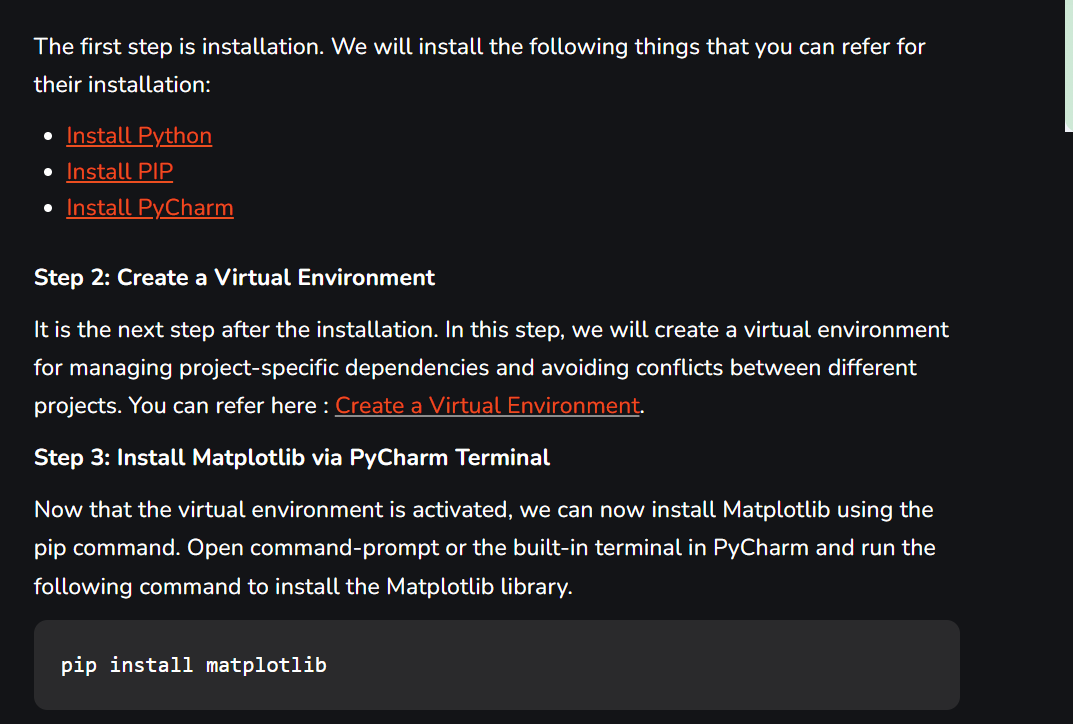 The first step is installation. We will install the following things that you can refer for
their installation:
Install Python
Install PIP
Install PyCharm
Step 2: Create a Virtual Environment
It is the next step after the installation. In this step, we will create a virtual environment
for managing project-specific dependencies and avoiding conflicts between different
projects. You can refer here : Create a Virtual Environment.
Step 3: Install Matplotlib via PyCharm Terminal
Now that the virtual environment is activated, we can now install Matplotlib using the
pip command. Open command-prompt or the built-in terminal in PyCharm and run the
following command to install the Matplotlib library.
pip install matplotlib